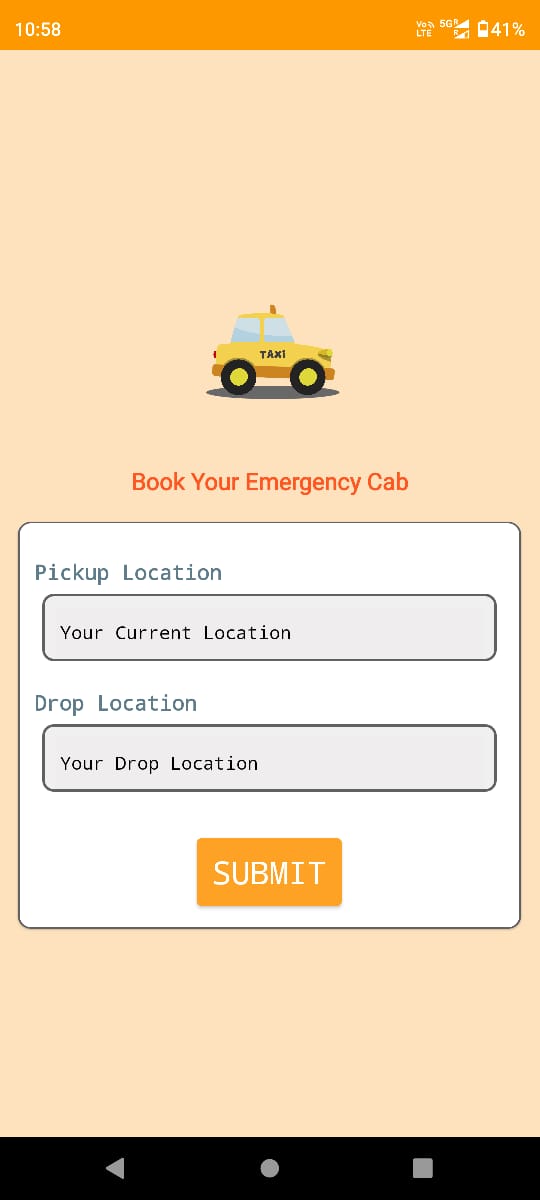 10:58
Vo LTE 5G R R 41%
TAXI
Book Your Emergency Cab
Pickup Location
Your Current Location
Drop Location
Your Drop Location
SUBMIT